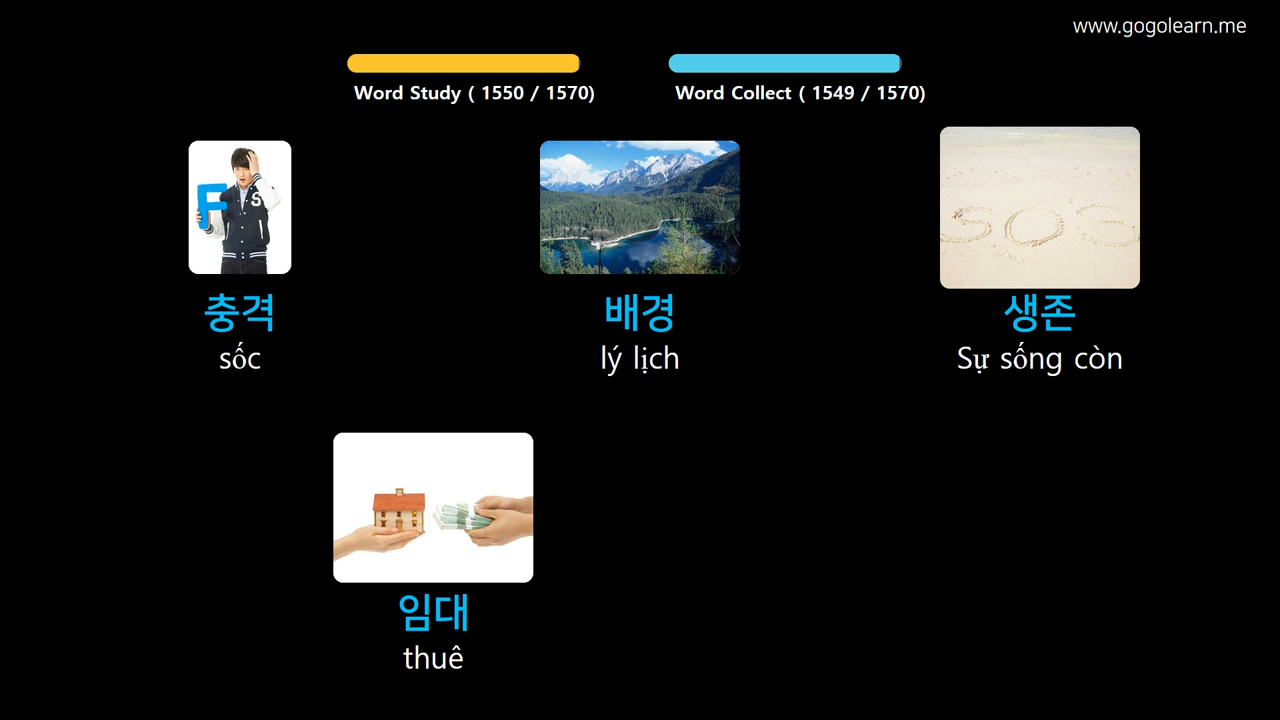 www.gogolearn.me
Word Study ( 1550 / 1570)
Word Collect ( 1549 / 1570)
F
S
SOS
충격
배경
생존
sốc
lý lịch
Sự sống còn
임대
thuê